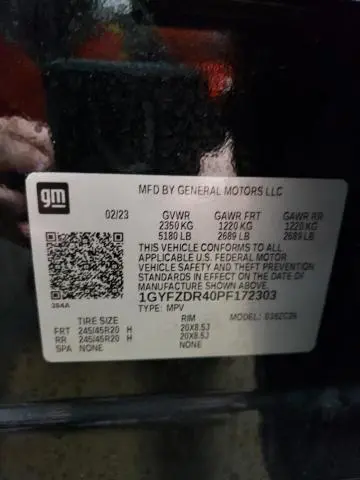 gm
MFD BY GENERAL MOTORS LLC
02/23 GVWR GAWR FRT GAWR RR
2350 KG 1220 KG 1220 KG
5180 LB 2689 LB 2689 LB
THIS VEHICLE CONFORMS TO ALL
APPLICABLE U.S. FEDERAL MOTOR
VEHICLE SAFETY AND THEFT PREVENTION
STANDARDS IN EFFECT ON THE DATE OF
MANUFACTURE SHOWN ABOVE.
1GYFZDR40PF172303
384A TYPE: MPV MODEL:
TIRE SIZE RIM
FRT 245/45R20 H 20X8.5J
RR 245/45R20 H 20X8.5J
SPA NONE NONE